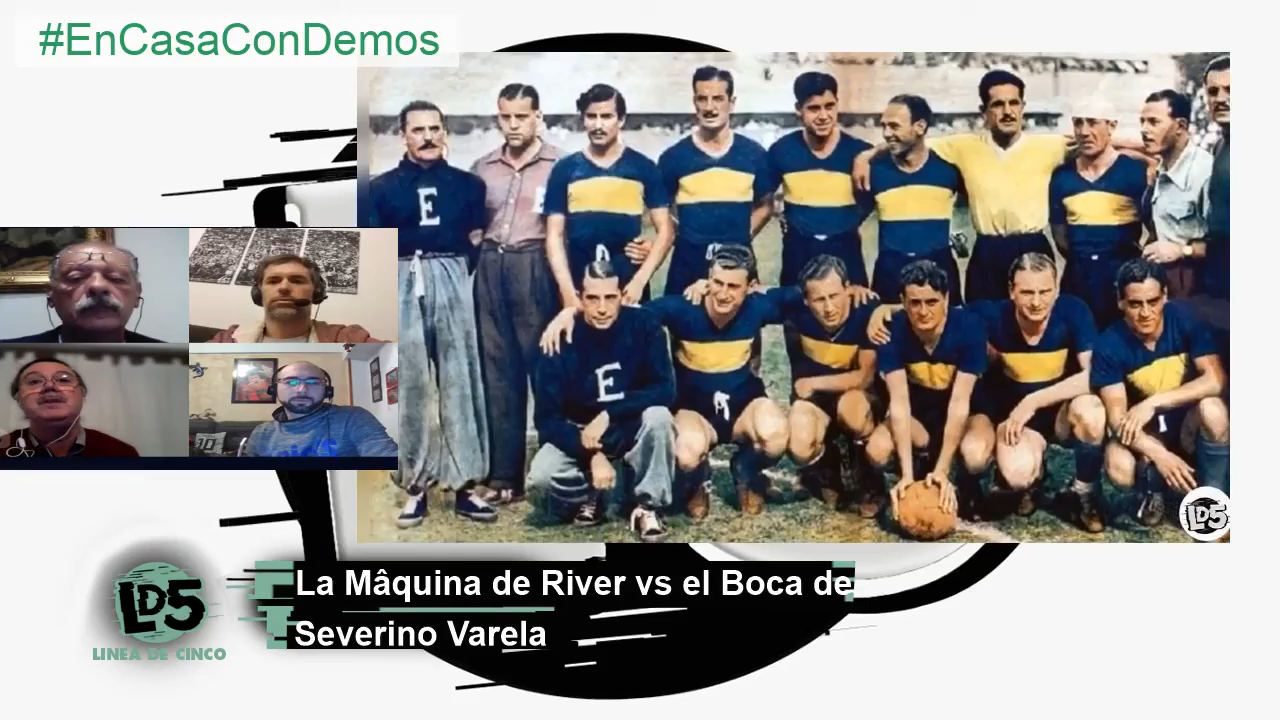 #EnCasaConDemos
E
E
LD5
La Mâquina de River vs el Boca de
Severino Varela
LD5
LINEA DE CINCO